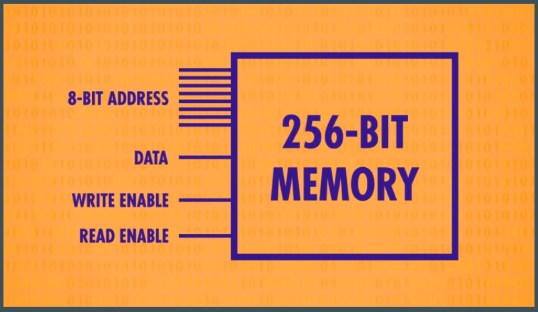 8-BIT ADDRESS
256-BIT
MEMORY
DATA
WRITE ENABLE
READ ENABLE